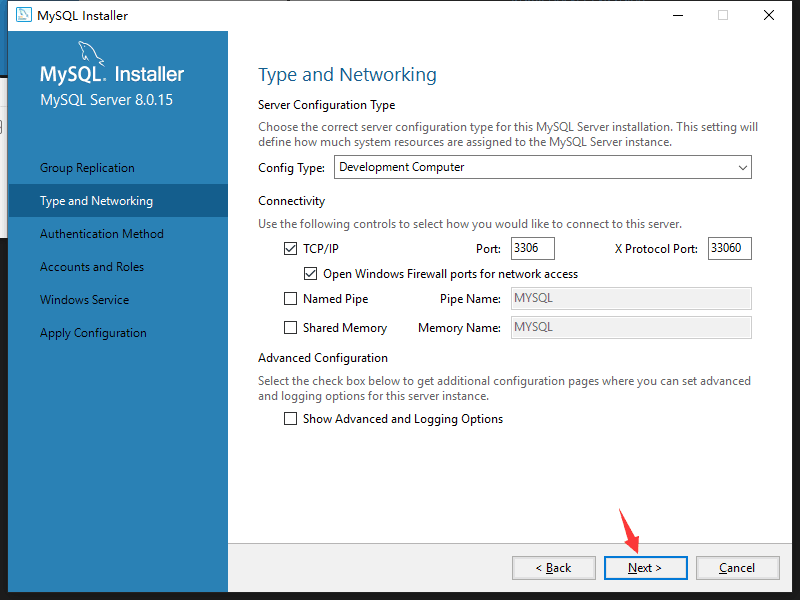 MySQL Installer
MySQL Installer
MySQL Server 8.0.15
Group Replication
Type and Networking
Authentication Method
Accounts and Roles
Windows Service
Apply Configuration
Type and Networking
Server Configuration Type
Choose the correct server configuration type for this MySQL Server installation. This setting will
define how much system resources are assigned to the MySQL Server instance.
Config Type: Development Computer
Connectivity
Use the following controls to select how you would like to connect to this server.
TCP/IP Port: 3306 X Protocol Port: 33060
Open Windows Firewall ports for network access
Named Pipe Pipe Name: MYSQL
Shared Memory Memory Name: MYSQL
Advanced Configuration
Select the check box below to get additional configuration pages where you can set advanced
and logging options for this server instance.
Show Advanced and Logging Options
< Back Next > Cancel